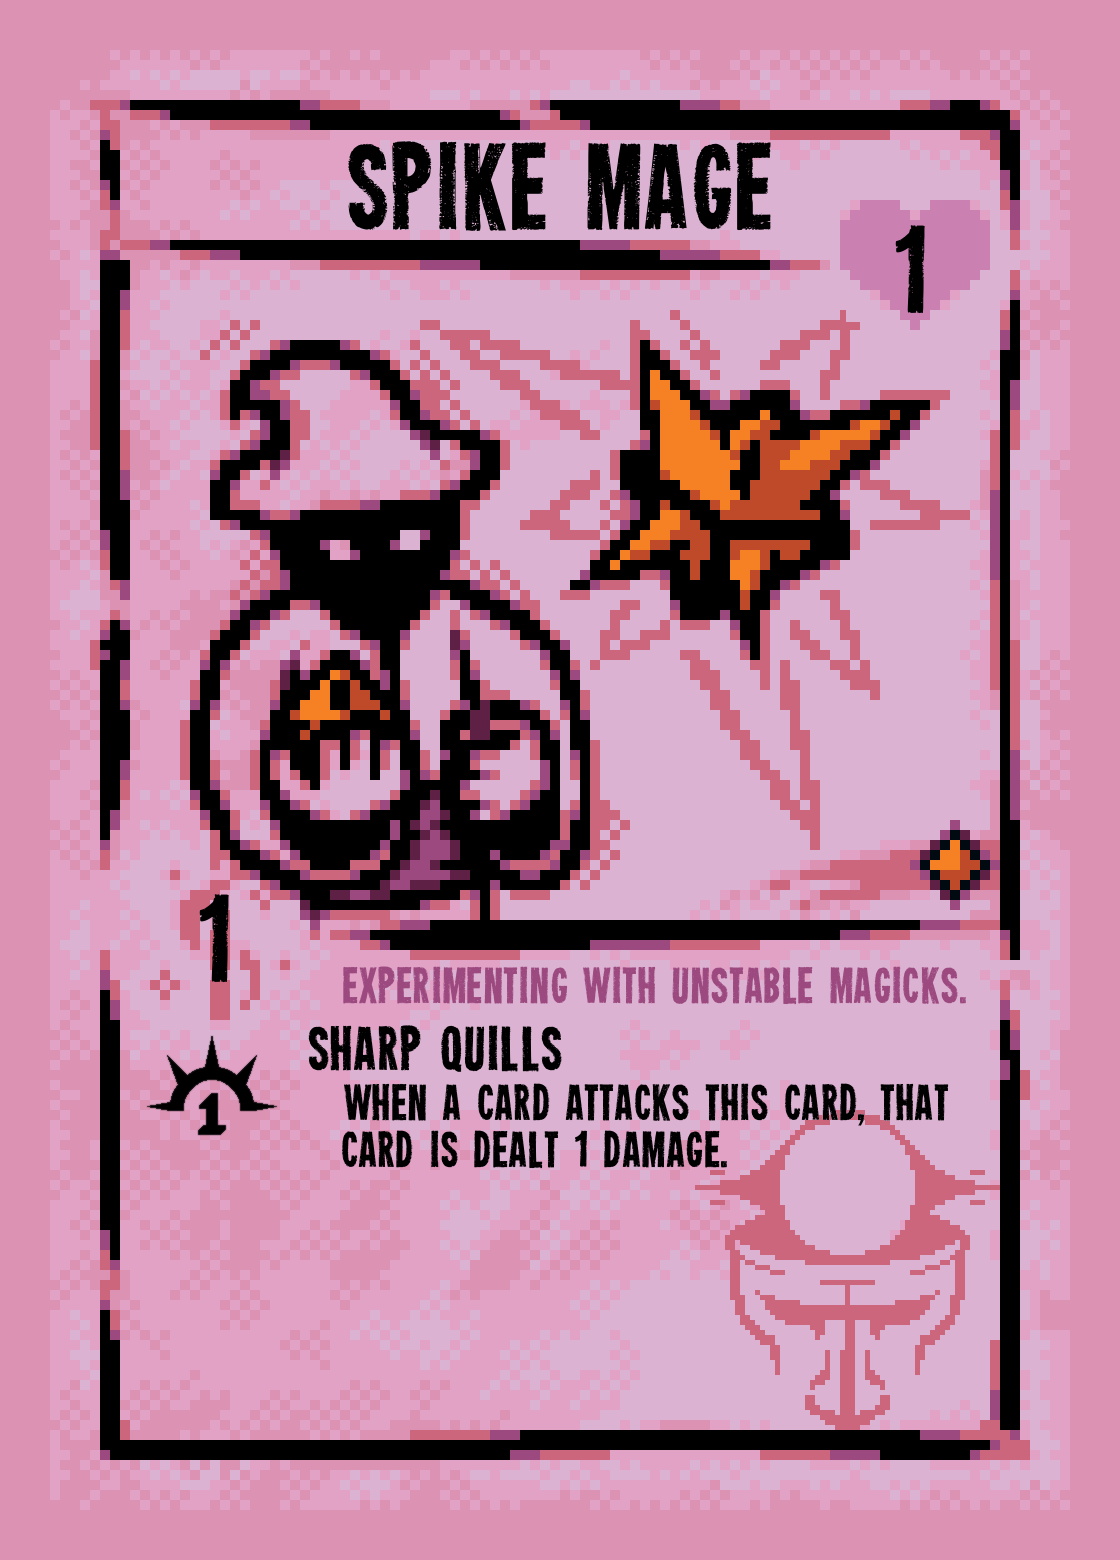 SPIKE MAGE
1
1
EXPERIMENTING WITH UNSTABLE MAGICKS.
SHARP QUILLS
1
WHEN A CARD ATTACKS THIS CARD, THAT
CARD IS DEALT 1 DAMAGE.